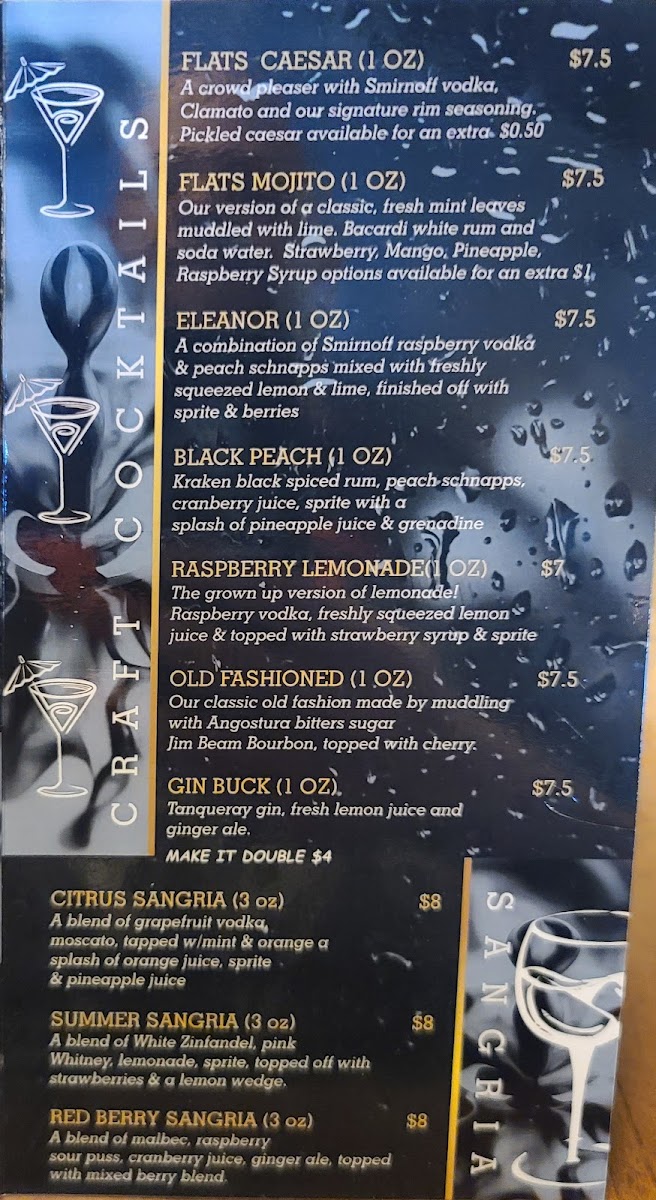 FLATS CAESAR (1 OZ) $7.5
A crowd pleaser with Smirnoff vodka,
Clamato and our signature rim seasoning.
Pickled caesar available for an extra $0.50
FLATS MOJITO (1 OZ) $7.5
Our version of a classic, fresh mint leaves
muddled with lime, Bacardi white rum and
soda water. Strawberry, Mango, Pineapple,
Raspberry Syrup options available for an extra $1
ELEANOR (1 OZ) $7.5
A combination of Smirnoff raspberry vodka
& peach schnapps mixed with freshly
squeezed lemon & lime, finished off with
sprite & berries
BLACK PEACH (1 OZ) $7.5
Kraken black spiced rum, peach schnapps,
cranberry juice, sprite with a
splash of pineapple juice & grenadine
RASPBERRY LEMONADE(1 OZ) $7
The grown up version of lemonade!
Raspberry vodka, freshly squeezed lemon
juice & topped with strawberry syrup & sprite
OLD FASHIONED (1 OZ) $7.5
Our classic old fashion made by muddling
with Angostura bitters sugar
Jim Beam Bourbon, topped with cherry.
GIN BUCK (1 OZ) $7.5
Tanqueray gin, fresh lemon juice and
ginger ale.
MAKE IT DOUBLE $4
CRAFT COCKTAILS
CITRUS SANGRIA (3 oz) $8
A blend of grapefruit vodka,
moscato, tapped w/mint & orange a
splash of orange juice, sprite
& pineapple juice
SUMMER SANGRIA (3 oz) $8
A blend of White Zinfandel, pink
Whitney, lemonade, sprite, topped off with
strawberries & a lemon wedge.
RED BERRY SANGRIA (3 oz) $8
A blend of malbec, raspberry
sour puss, cranberry juice, ginger ale, topped
with mixed berry blend.
SANGRIA